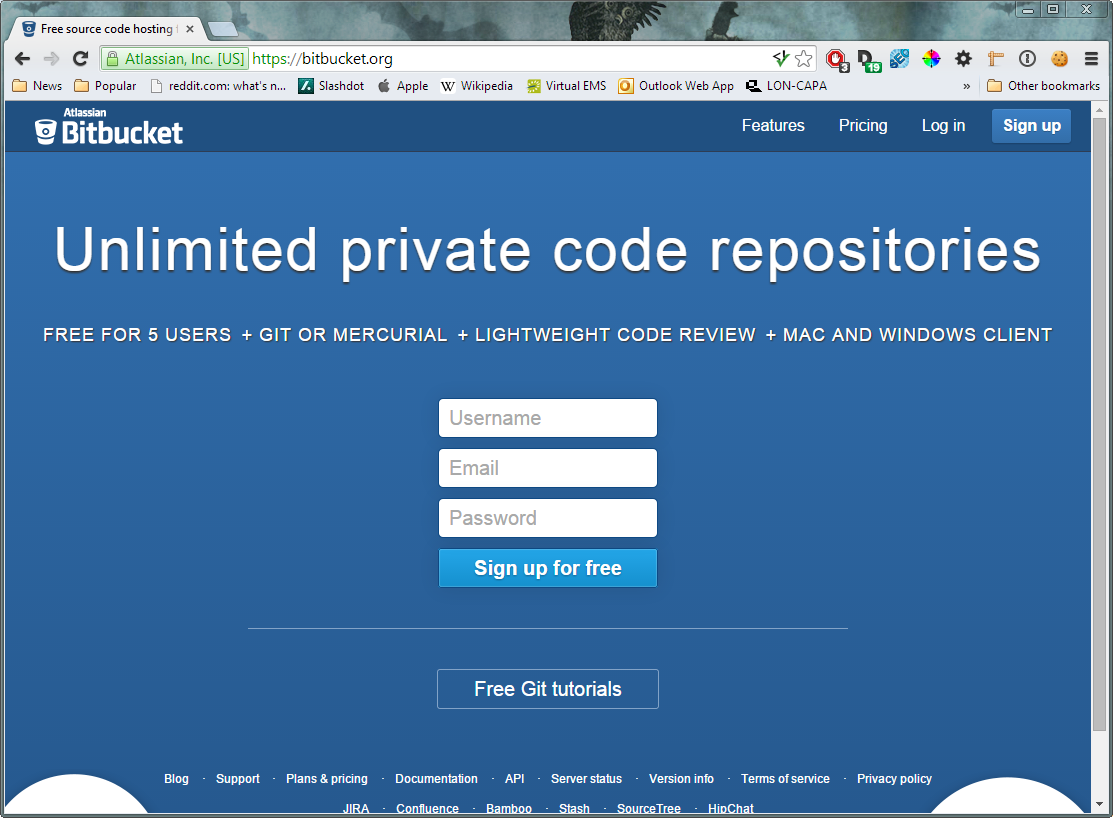 Free source code hosting
Atlassian, Inc. [US] https://bitbucket.org
3
19
News Popular reddit.com: what's n... Slashdot Apple Wikipedia Virtual EMS Outlook Web App LON-CAPA » Other bookmarks
Atlassian
Bitbucket
Features Pricing Log in Sign up
Unlimited private code repositories
FREE FOR 5 USERS + GIT OR MERCURIAL + LIGHTWEIGHT CODE REVIEW + MAC AND WINDOWS CLIENT
Username
Email
Password
Sign up for free
Free Git tutorials
Blog · Support · Plans & pricing · Documentation · API · Server status · Version info · Terms of service · Privacy policy
JIRA · Confluence · Bamboo · Stash · SourceTree · HipChat